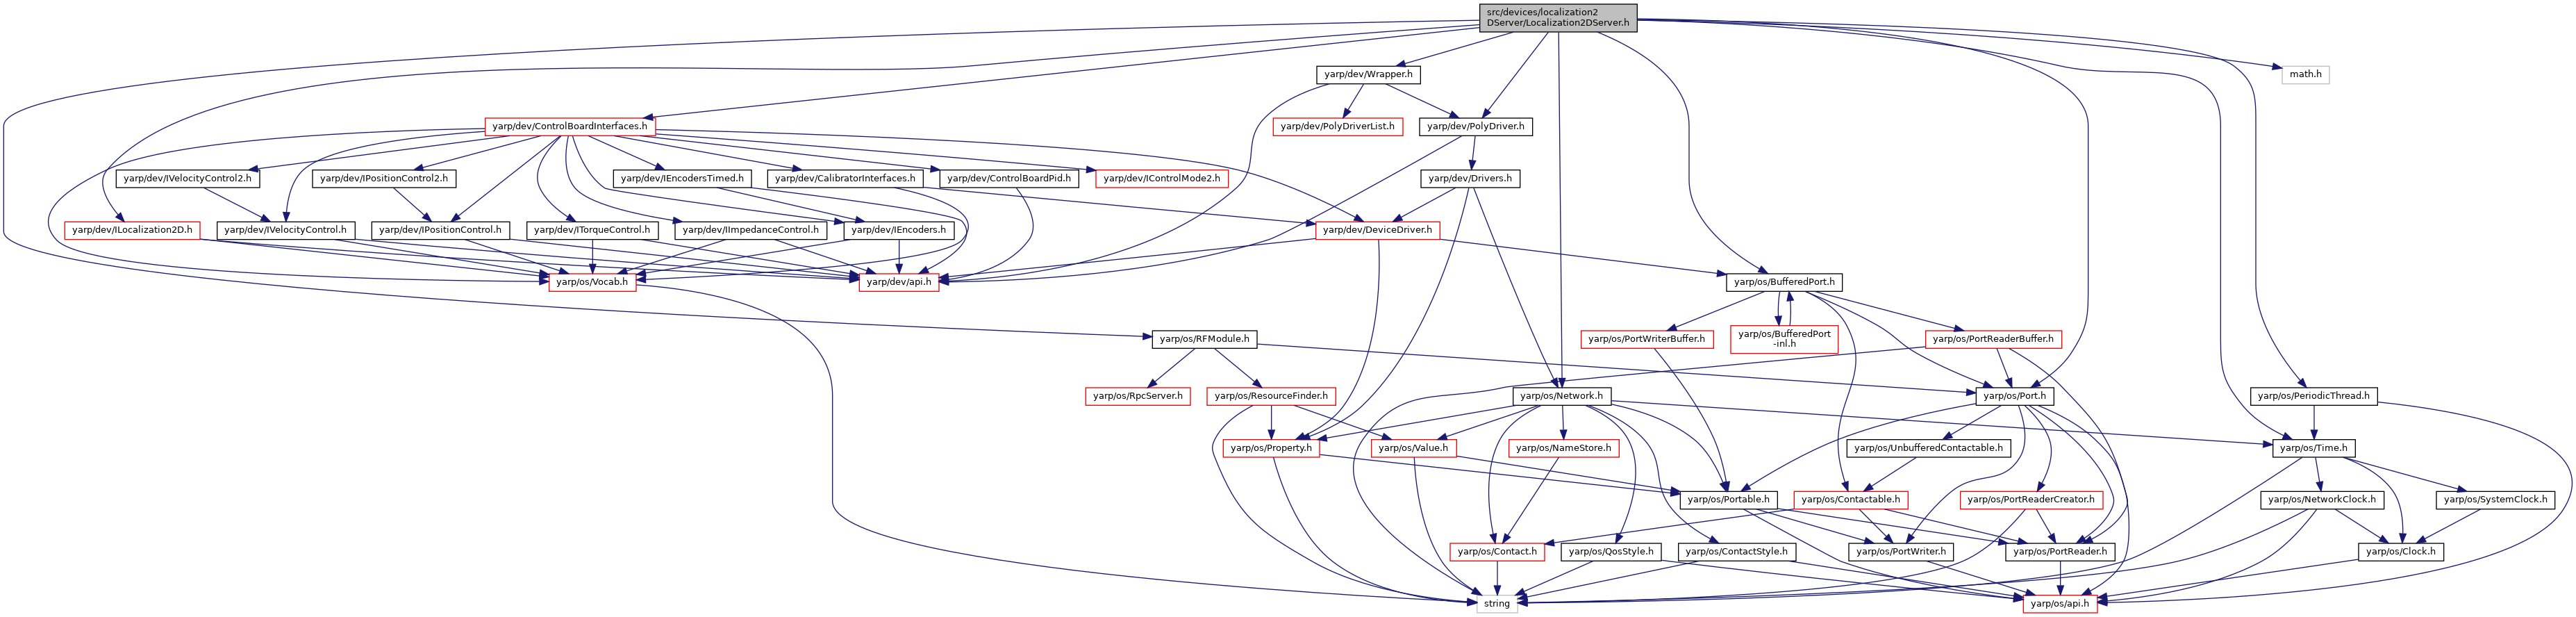 src/devices/localization2
DServer/Localization2DServer.h
yarp/dev/Wrapper.h
math.h
yarp/dev/ControlBoardInterfaces.h
yarp/dev/PolyDriverList.h
yarp/dev/PolyDriver.h
yarp/dev/IVelocityControl2.h
yarp/dev/IPositionControl2.h
yarp/dev/IEncodersTimed.h
yarp/dev/CalibratorInterfaces.h
yarp/dev/ControlBoardPid.h
yarp/dev/IControlMode2.h
yarp/dev/Drivers.h
yarp/dev/ILocalization2D.h
yarp/dev/IVelocityControl.h
yarp/dev/IPositionControl.h
yarp/dev/ITorqueControl.h
yarp/dev/IImpedanceControl.h
yarp/dev/IEncoders.h
yarp/dev/DeviceDriver.h
yarp/os/Vocab.h
yarp/dev/api.h
yarp/os/BufferedPort.h
yarp/os/RFModule.h
yarp/os/PortWriterBuffer.h
yarp/os/BufferedPort
-inl.h
yarp/os/PortReaderBuffer.h
yarp/os/RpcServer.h
yarp/os/ResourceFinder.h
yarp/os/Network.h
yarp/os/Port.h
yarp/os/PeriodicThread.h
yarp/os/Property.h
yarp/os/Value.h
yarp/os/NameStore.h
yarp/os/UnbufferedContactable.h
yarp/os/Time.h
yarp/os/Portable.h
yarp/os/Contactable.h
yarp/os/PortReaderCreator.h
yarp/os/NetworkClock.h
yarp/os/SystemClock.h
yarp/os/Contact.h
yarp/os/QosStyle.h
yarp/os/ContactStyle.h
yarp/os/PortWriter.h
yarp/os/PortReader.h
yarp/os/Clock.h
string
yarp/os/api.h